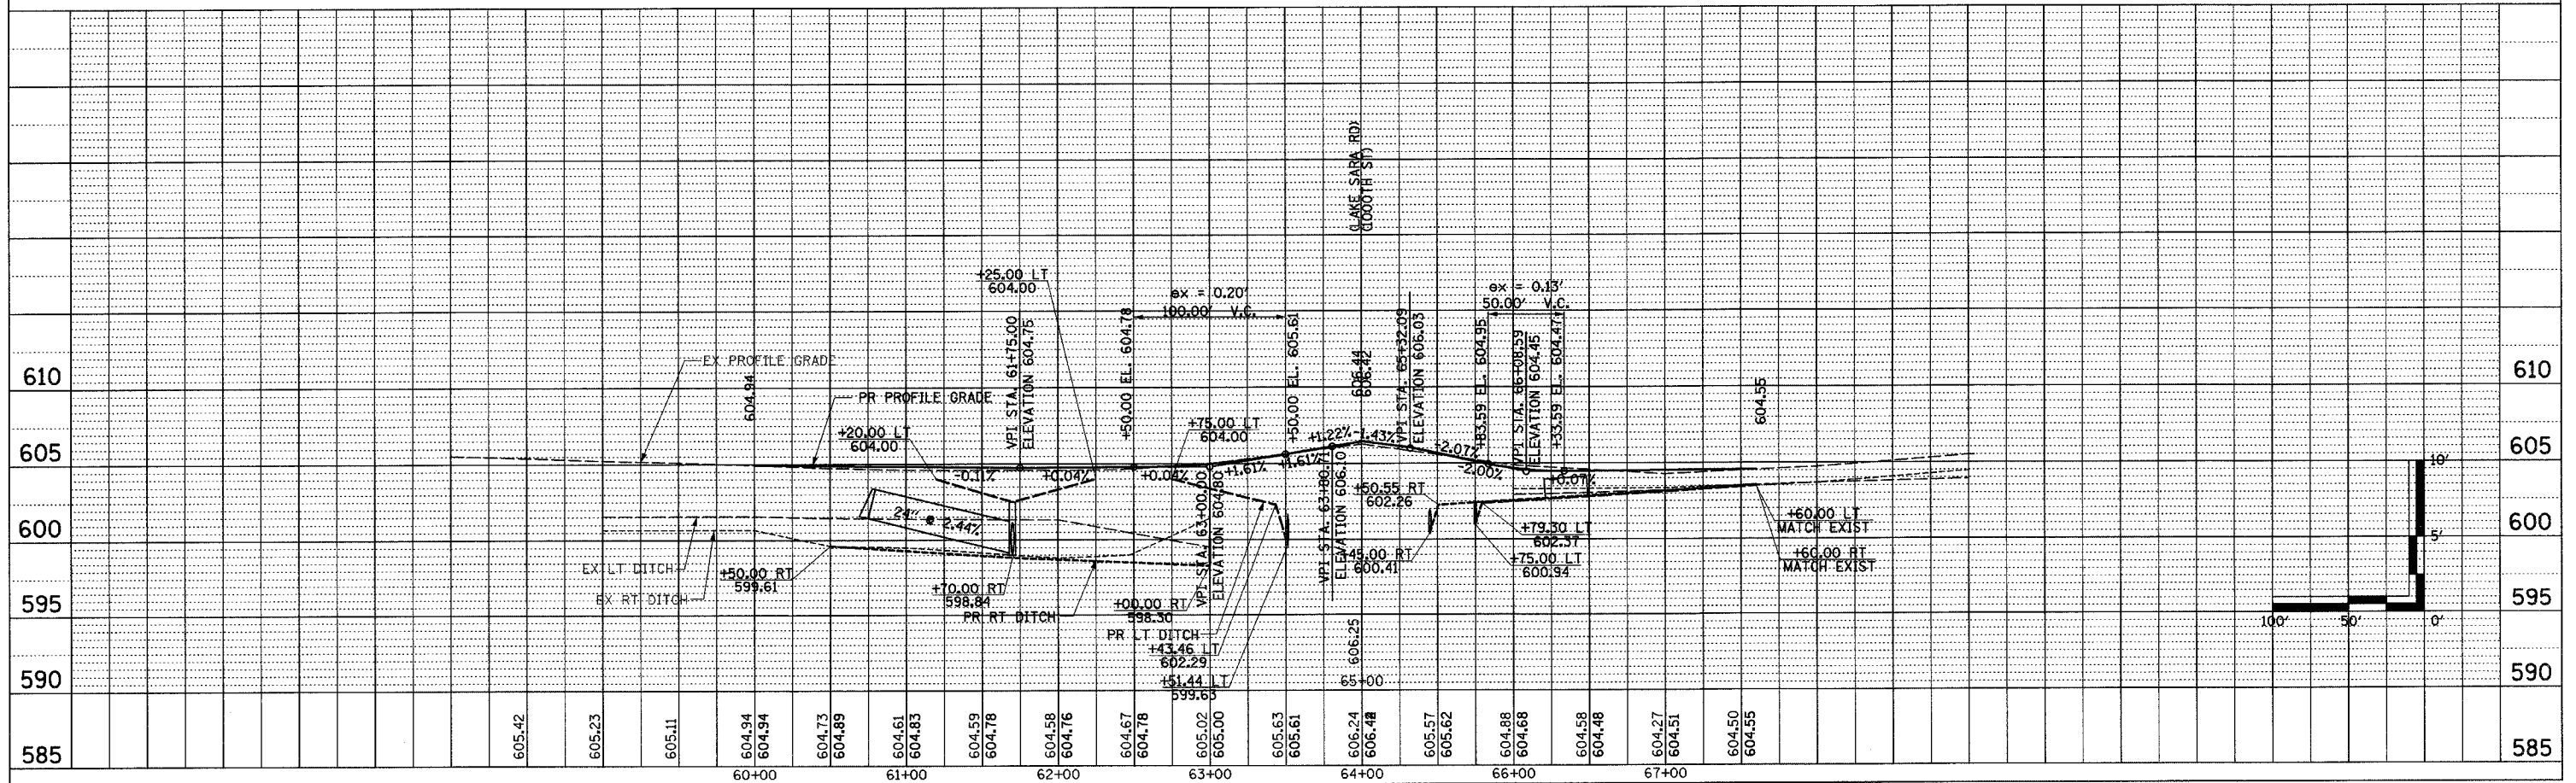 (LAKE SARA RD)
(1000TH ST)
+25.00 LT
604.00
ex = 0.20'
100.00' V.C.
ex = 0.13'
50.00' V.C.
VPI STA. 61+75.00
ELEVATION 604.75
+50.00 EL. 604.78
+50.00 EL. 605.61
606.44
606.42
VPI STA. 65+32.09
ELEVATION 606.03
+83.59 EL. 604.95
VPI STA. 66+08.59
ELEVATION 604.45
+33.59 EL. 604.47
EX PROFILE GRADE
610
610
604.94
PR PROFILE GRADE
604.55
+20.00 LT
604.00
+75.00 LT
604.00
+1.22%
-1.43%
-2.07%
605
605
-0.11%
+0.04%
+0.04%
+1.61%
+1.61%
-2.00%
+0.07%
10'
+50.55 RT
602.26
VPI STA. 63+00.00
ELEVATION 604.80
VPI STA. 63+80.71
ELEVATION 606.10
24" @ 2.44%
600
600
+79.30 LT
602.37
+60.00 LT
MATCH EXIST
5'
+45.00 RT
600.41
+75.00 LT
600.94
+60.00 RT
MATCH EXIST
EX LT DITCH
+50.00 RT
599.61
EX RT DITCH
+70.00 RT
598.84
PR RT DITCH
+00.00 RT
598.30
595
595
100'
50'
0'
PR LT DITCH
+43.46 LT
602.29
606.25
+51.44 LT
599.63
65+00
590
590
605.42
605.23
605.11
604.94
604.94
604.73
604.89
604.61
604.83
604.59
604.78
604.58
604.76
604.67
604.78
605.02
605.00
605.63
605.61
606.24
605.57
605.62
604.88
604.68
604.58
604.48
604.27
604.51
604.50
604.55
585
585
60+00
61+00
62+00
63+00
64+00
66+00
67+00